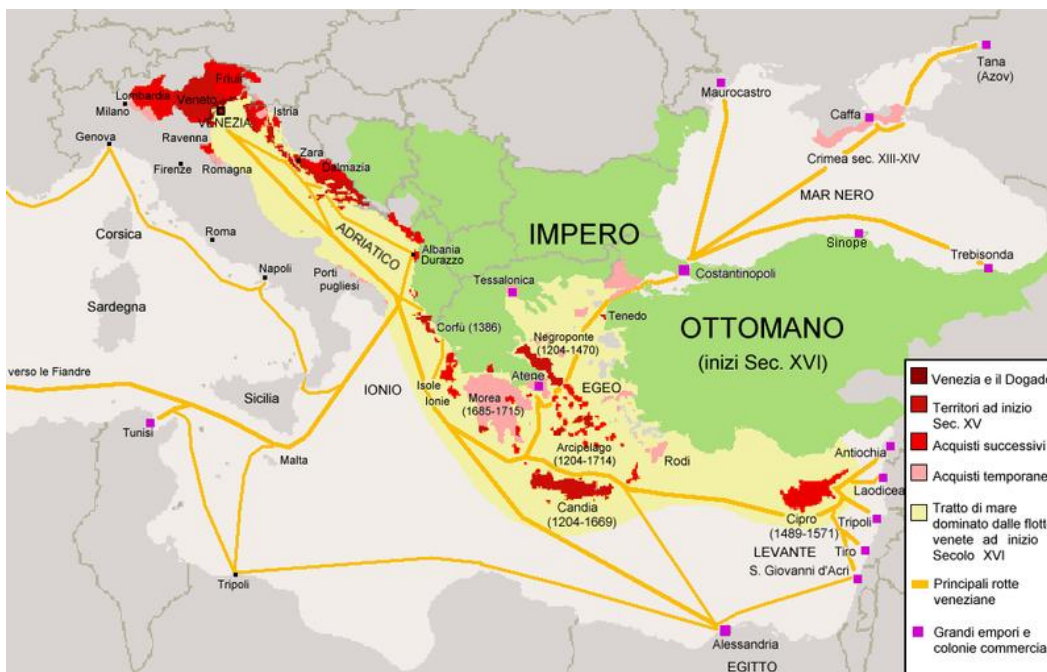 Tana
(Azov)
Maurocastro
Caffa
Crimea sec. XIII-XIV
MAR NERO
Sinope
Trebisonda
Friuli
Lombardia
Veneto
Milano
VENEZIA
Istria
Genova
Ravenna
Firenze
Romagna
Zara
Dalmazia
Corsica
Roma
ADRIATICO
IMPERO
Albania
Durazzo
Costantinopoli
Napoli
Porti
pugliesi
Tessalonica
Sardegna
Tenedo
Corfù (1386)
Negroponte
(1204-1470)
OTTOMANO
(inizi Sec. XVI)
verso le Fiandre
IONIO
Isole
Ionie
Atene
EGEO
Morea
(1685-1715)
Sicilia
Tunisi
Malta
Arcipelago
(1204-1714)
Rodi
Antiochia
Laodicea
Candia
(1204-1669)
Cipro
(1489-1571)
Tripoli
LEVANTE
Tiro
S. Giovanni d'Acri
Tripoli
Alessandria
EGITTO
Venezia e il Dogado
Territori ad inizio
Sec. XV
Acquisti successivi
Acquisti temporane
Tratto di mare
dominato dalle flott
venete ad inizio
Secolo XVI
Principali rotte
veneziane
Grandi empori e
colonie commercia